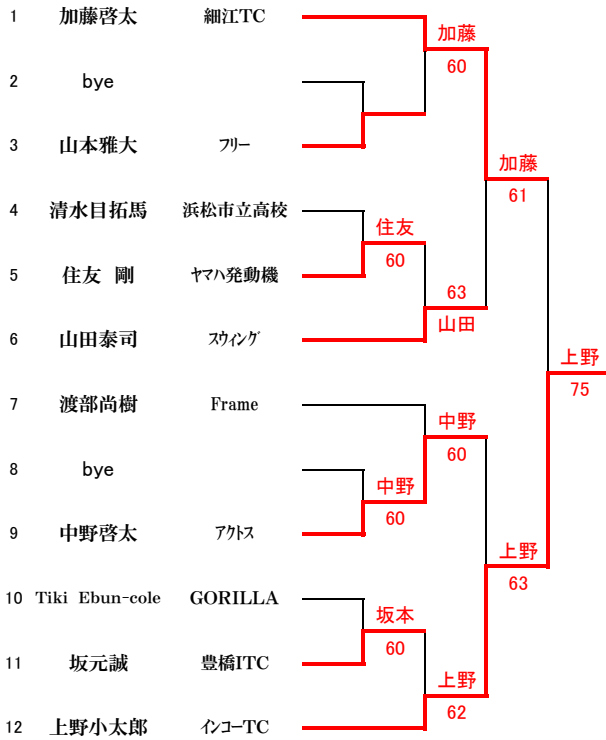 1 加藤啓太 細江TC
加藤
60
2 bye
3 山本雅大 フリー
加藤
61
4 清水目拓馬 浜松市立高校
住友
60
5 住友 剛 ヤマハ発動機
63
山田
6 山田泰司 スウィング
上野
75
7 渡部尚樹 Frame
中野
60
8 bye
中野
60
9 中野啓太 アクトス
上野
63
10 Tiki Ebun-cole GORILLA
坂本
60
11 坂元誠 豊橋ITC
上野
62
12 上野小太郎 インコーTC